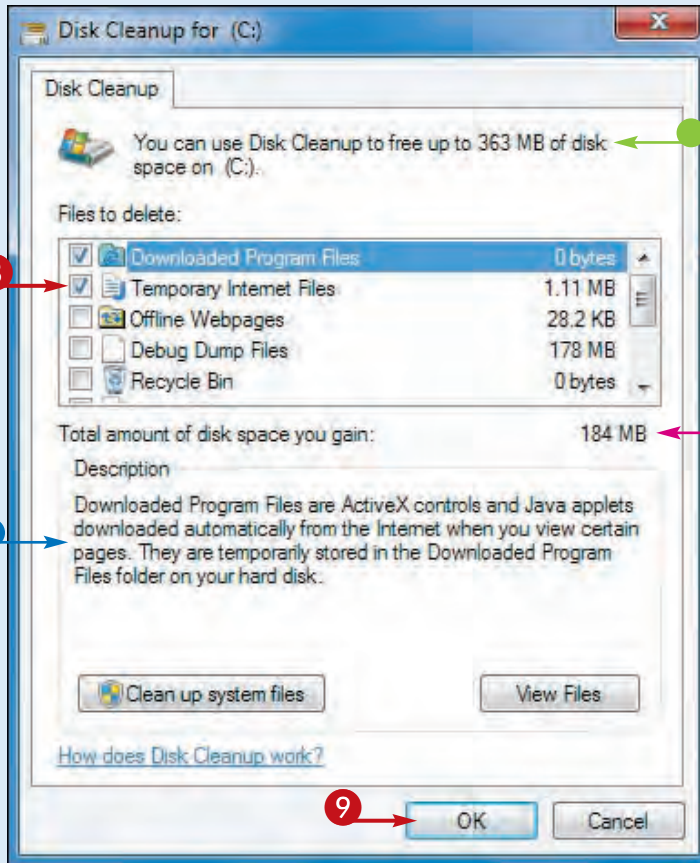 Disk Cleanup for (C:)
Disk Cleanup
You can use Disk Cleanup to free up to 363 MB of disk
space on (C:).
Files to delete:
Downloaded Program Files 0 bytes
Temporary Internet Files 1.11 MB
Offline Webpages 28.2 KB
Debug Dump Files 178 MB
Recycle Bin 0 bytes
Total amount of disk space you gain: 184 MB
Description
Downloaded Program Files are ActiveX controls and Java applets
downloaded automatically from the Internet when you view certain
pages. They are temporarily stored in the Downloaded Program
Files folder on your hard disk.
Clean up system files View Files
How does Disk Cleanup work?
9
OK Cancel